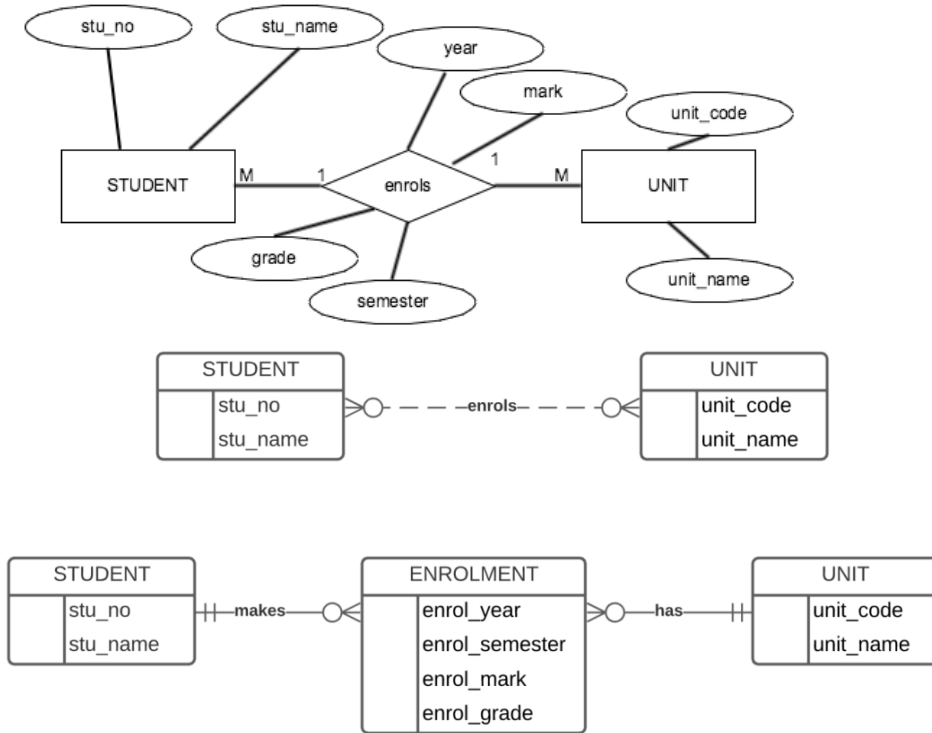 stu_no
stu_name
year
mark
unit_code
STUDENT
M
1
enrols
1
M
UNIT
grade
semester
unit_name
STUDENT
stu_no
stu_name
enrols
UNIT
unit_code
unit_name
STUDENT
stu_no
stu_name
makes
ENROLMENT
enrol_year
enrol_semester
enrol_mark
enrol_grade
has
UNIT
unit_code
unit_name